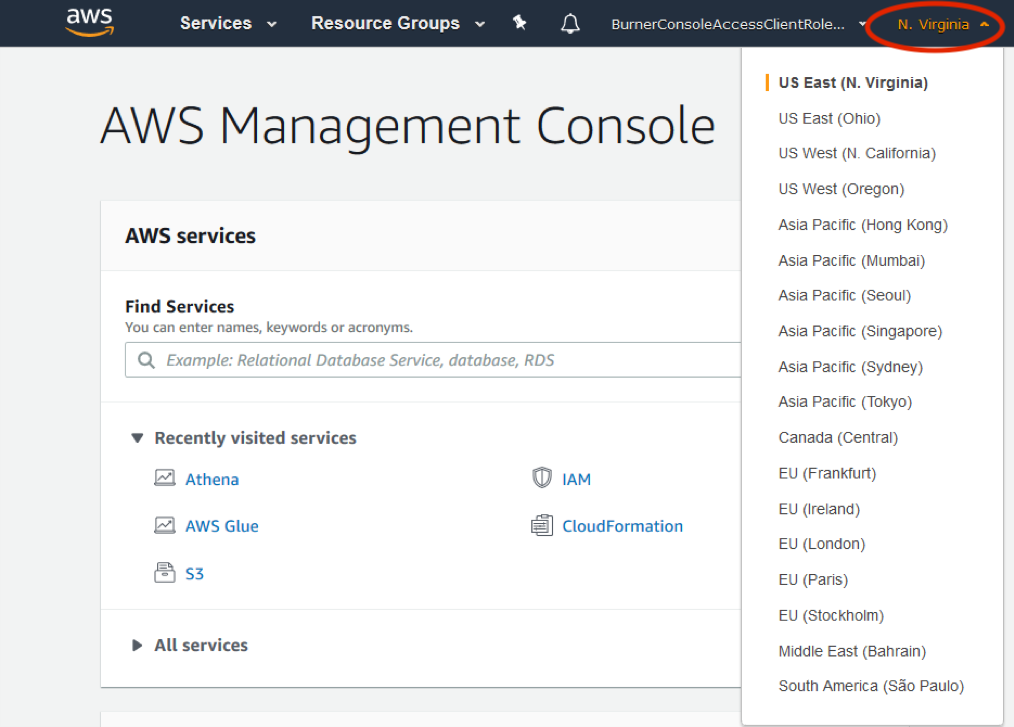 aws Services Resource Groups BurnerConsoleAccessClientRole... N. Virginia
AWS Management Console
AWS services
Find Services
You can enter names, keywords or acronyms.
Example: Relational Database Service, database, RDS
Recently visited services
Athena IAM
AWS Glue CloudFormation
S3
All services
US East (N. Virginia)
US East (Ohio)
US West (N. California)
US West (Oregon)
Asia Pacific (Hong Kong)
Asia Pacific (Mumbai)
Asia Pacific (Seoul)
Asia Pacific (Singapore)
Asia Pacific (Sydney)
Asia Pacific (Tokyo)
Canada (Central)
EU (Frankfurt)
EU (Ireland)
EU (London)
EU (Paris)
EU (Stockholm)
Middle East (Bahrain)
South America (São Paulo)